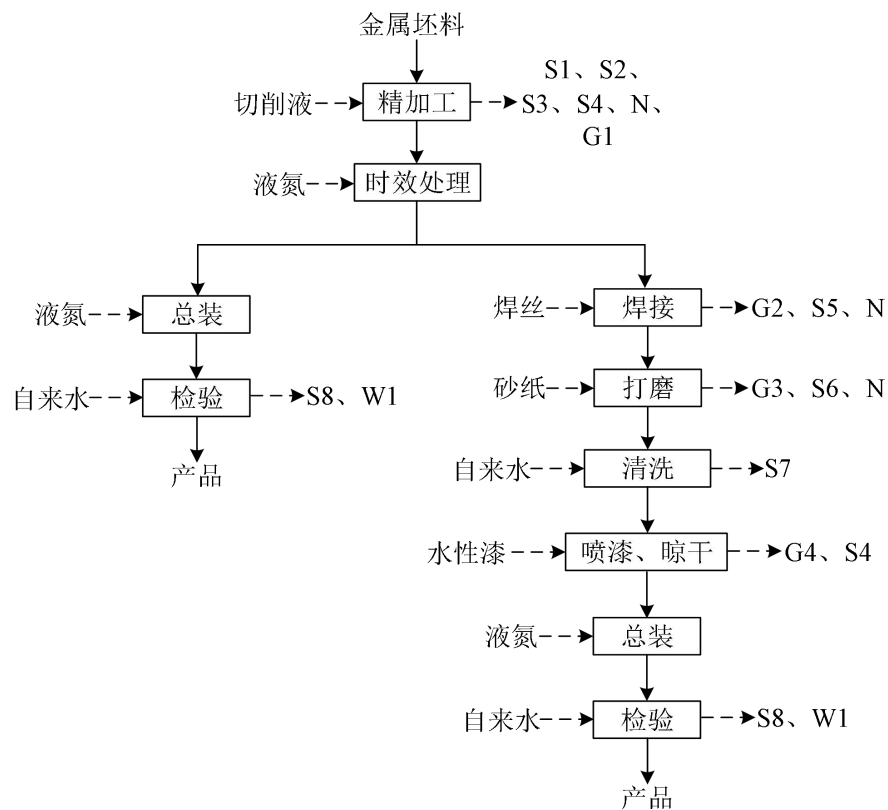 金属坯料
S1、S2、
切削液
精加工
S3、S4、N、
G1
液氮
时效处理
液氮
总装
焊丝
焊接
G2、S5、N
自来水
检验
S8、W1
砂纸
打磨
G3、S6、N
产品
自来水
清洗
S7
水性漆
喷漆、晾干
G4、S4
液氮
总装
自来水
检验
S8、W1
产品